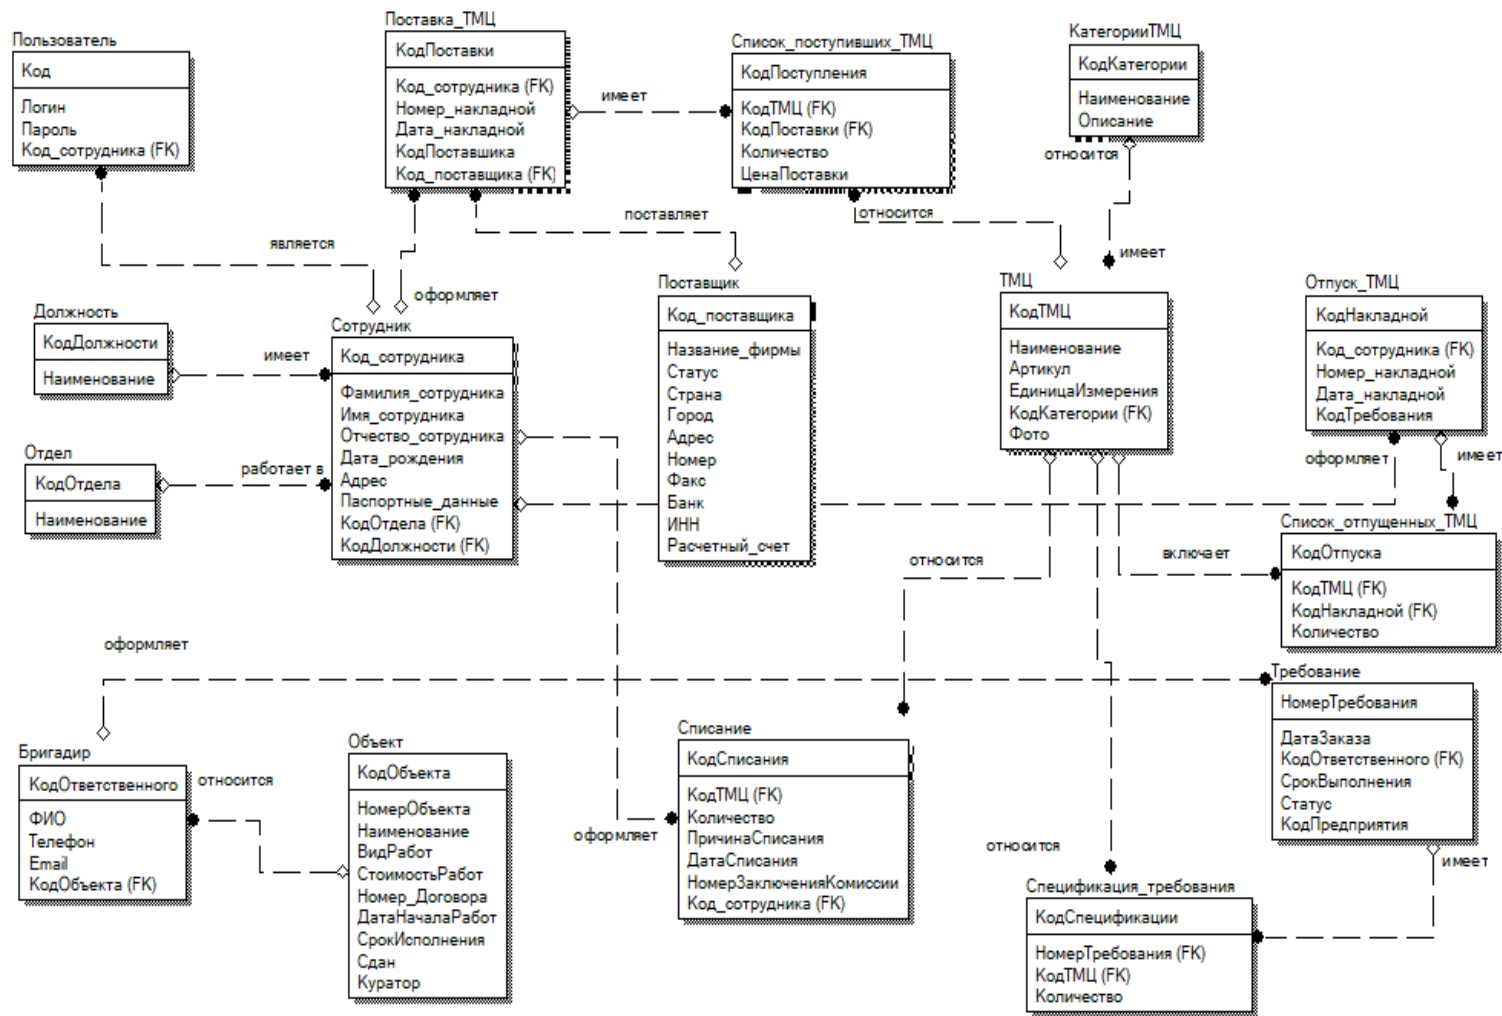 Пользователь
Код
Логин
Пароль
Код_сотрудника (FK)
Поставка_ТМЦ
КодПоставки
Код_сотрудника (FK)
Номер_накладной
Дата_накладной
КодПоставшика
Код_поставщика (FK)
имеет
Список_поступивших_ТМЦ
КодПоступления
КодТМЦ (FK)
КодПоставки (FK)
Количество
ЦенаПоставки
КатегорииТМЦ
КодКатегории
Наименование
Описание
относится
имеет
относится
поставляет
является
оформляет
Должность
КодДолжности
Наименование
имеет
Отдел
КодОтдела
Наименование
работает в
Сотрудник
Код_сотрудника
Фамилия_сотрудника
Имя_сотрудника
Отчество_сотрудника
Дата_рождения
Адрес
Паспортные_данные
КодОтдела (FK)
КодДолжности (FK)
Поставщик
Код_поставщика
Название_фирмы
Статус
Страна
Город
Адрес
Номер
Факс
Банк
ИНН
Расчетный_счет
ТМЦ
КодТМЦ
Наименование
Артикул
ЕдиницаИзмерения
КодКатегории (FK)
Фото
Отпуск_ТМЦ
КодНакладной
Код_сотрудника (FK)
Номер_накладной
Дата_накладной
КодТребования
оформляет
имеет
Список_отпущенных_ТМЦ
КодОтпуска
КодТМЦ (FK)
КодНакладной (FK)
Количество
включает
относится
оформляет
Требование
НомерТребования
ДатаЗаказа
КодОтветственного (FK)
СрокВыполнения
Статус
КодПредприятия
имеет
Бригадир
КодОтветственного
ФИО
Телефон
Email
КодОбъекта (FK)
относится
Объект
КодОбъекта
НомерОбъекта
Наименование
ВидРабот
СтоимостьРабот
Номер_Договора
ДатаНачалаРабот
СрокИсполнения
Сдан
Куратор
оформляет
Списание
КодСписания
КодТМЦ (FK)
Количество
ПричинаСписания
ДатаСписания
НомерЗаключенияКомиссии
Код_сотрудника (FK)
относится
Спецификация_требования
КодСпецификации
НомерТребования (FK)
КодТМЦ (FK)
Количество